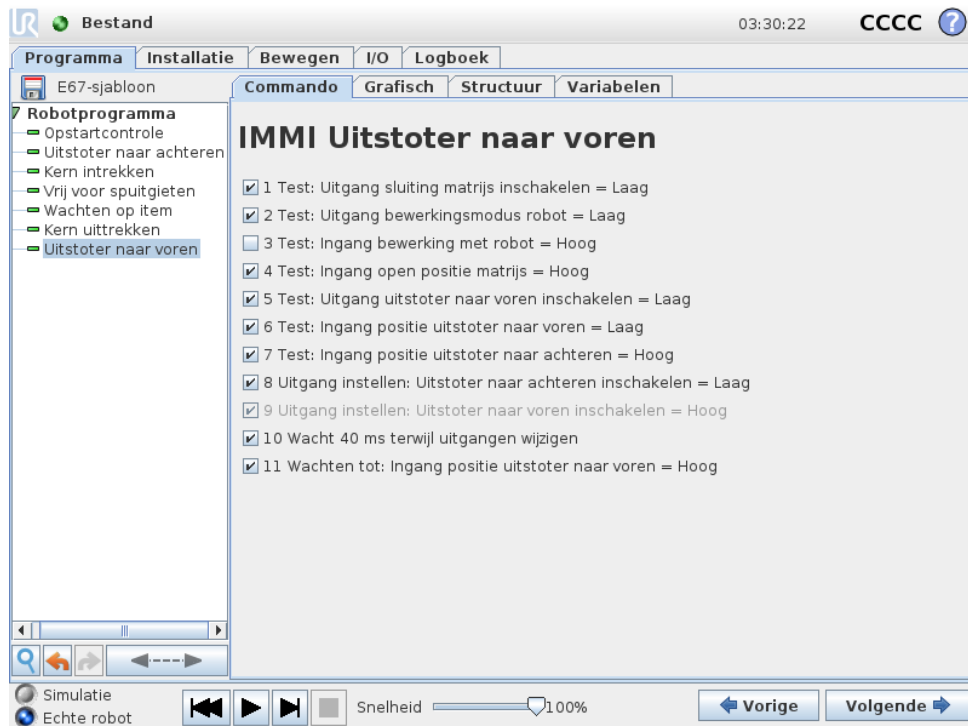 UR Bestand 03:30:22 CCCC ?
Programma Installatie Bewegen I/O Logboek
E67-sjabloon
Commando Grafisch Structuur Variabelen
Robotprogramma
Opstartcontrole
Uitstoter naar achteren
Kern intrekken
Vrij voor spuitgieten
Wachten op item
Kern uittrekken
Uitstoter naar voren
IMMI Uitstoter naar voren
1 Test: Uitgang sluiting matrijs inschakelen = Laag
2 Test: Uitgang bewerkingsmodus robot = Laag
3 Test: Ingang bewerking met robot = Hoog
4 Test: Ingang open positie matrijs = Hoog
5 Test: Uitgang uitstoter naar voren inschakelen = Laag
6 Test: Ingang positie uitstoter naar voren = Laag
7 Test: Ingang positie uitstoter naar achteren = Hoog
8 Uitgang instellen: Uitstoter naar achteren inschakelen = Laag
9 Uitgang instellen: Uitstoter naar voren inschakelen = Hoog
10 Wacht 40 ms terwijl uitgangen wijzigen
11 Wachten tot: Ingang positie uitstoter naar voren = Hoog
Simulatie
Echte robot
Snelheid 100%
Vorige Volgende